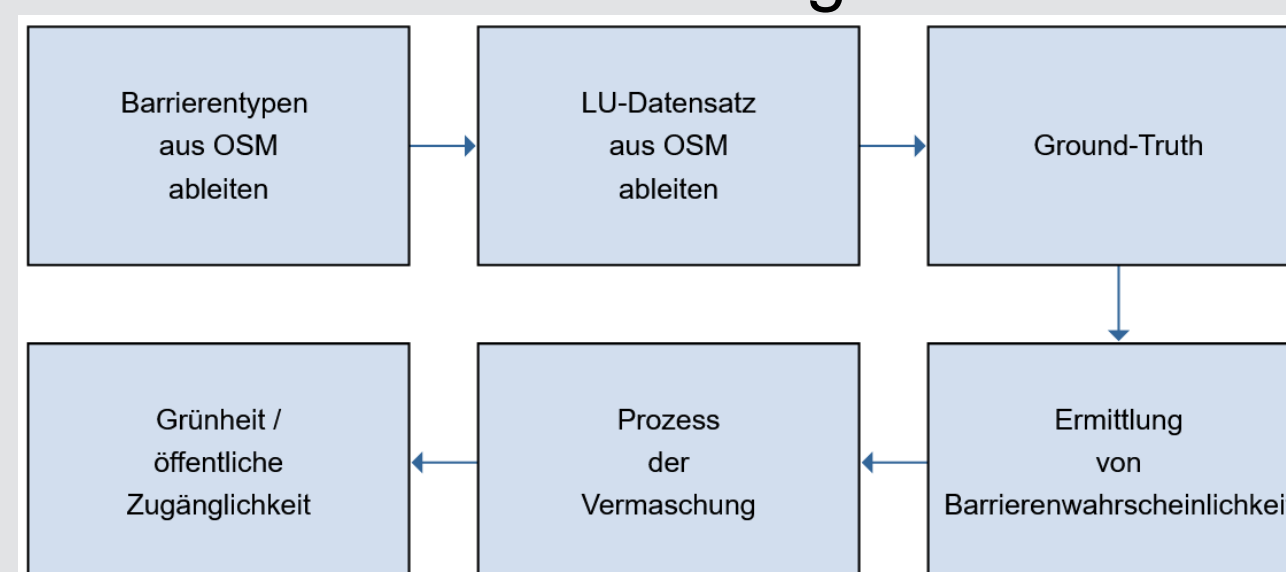 Barrierentypen
aus OSM
ableiten
LU-Datensatz
aus OSM
ableiten
Ground-Truth
Grünheit /
öffentliche
Zugänglichkeit
Prozess
der
Vermaschung
Ermittlung
von